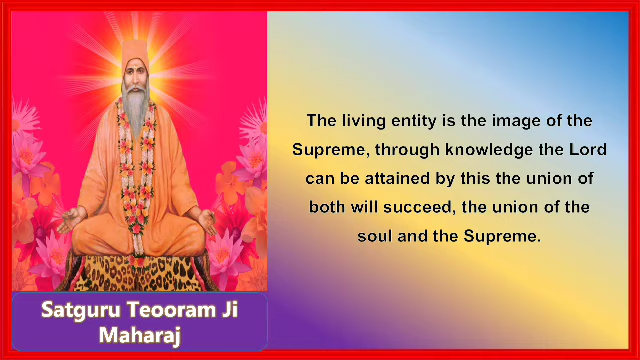 The living entity is the image of the
Supreme, through knowledge the Lord
can be attained by this the union of
both will succeed, the union of the
soul and the Supreme.
Satguru Teooram Ji
Maharaj